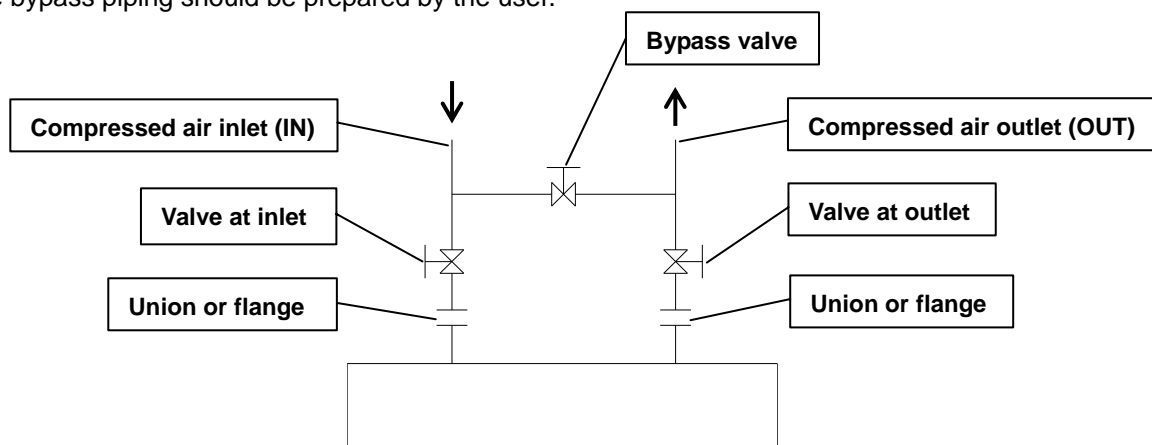 bypass piping should be prepared by the user.
Bypass valve
Compressed air inlet (IN)
Compressed air outlet (OUT)
Valve at inlet
Valve at outlet
Union or flange
Union or flange